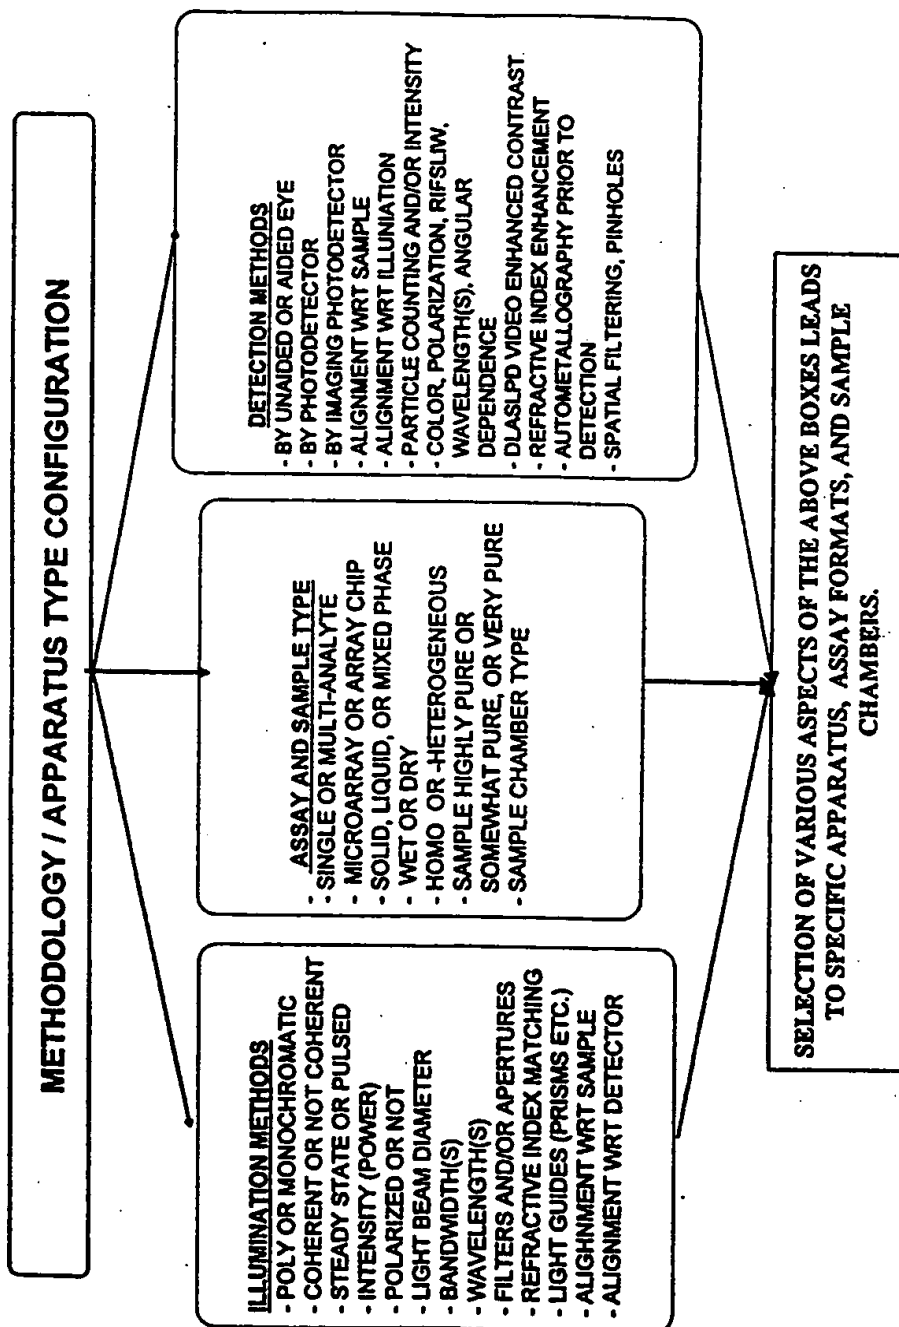 METHODOLOGY / APPARATUS TYPE CONFIGURATION
ILLUMINATION METHODS
- POLY OR MONOCHROMATIC
- COHERENT OR NOT COHERENT
- STEADY STATE OR PULSED
- INTENSITY (POWER)
- POLARIZED OR NOT
- LIGHT BEAM DIAMETER
- BANDWIDTH(S)
- WAVELENGTH(S)
- FILTERS AND/OR APERTURES
- REFRACTIVE INDEX MATCHING
- LIGHT GUIDES (PRISMS ETC.)
- ALIGHNMENT WRT SAMPLE
- ALIGNMENT WRT DETECTOR
ASSAY AND SAMPLE TYPE
- SINGLE OR MULTI-ANALYTE
- MICROARRAY OR ARRAY CHIP
- SOLID, LIQUID, OR MIXED PHASE
- WET OR DRY
- HOMO OR -HETEROGENEOUS
- SAMPLE HIGHLY PURE OR
SOMEWHAT PURE, OR VERY PURE
- SAMPLE CHAMBER TYPE
DETECTION METHODS
- BY UNAIDED OR AIDED EYE
- BY PHOTODETECTOR
- BY IMAGING PHOTODETECTOR
- ALIGNMENT WRT SAMPLE
- ALIGNMENT WRT ILLUNIATION
- PARTICLE COUNTING AND/OR INTENSITY
- COLOR, POLARIZATION, RIFSLIW,
WAVELENGTH(S), ANGULAR
DEPENDENCE
- DLASLPD VIDEO ENHANCED CONTRAST
- REFRACTIVE INDEX ENHANCEMENT
- AUTOMETALLOGRAPHY PRIOR TO
DETECTION
- SPATIAL FILTERING, PINHOLES
SELECTION OF VARIOUS ASPECTS OF THE ABOVE BOXES LEADS
TO SPECIFIC APPARATUS, ASSAY FORMATS, AND SAMPLE
CHAMBERS.